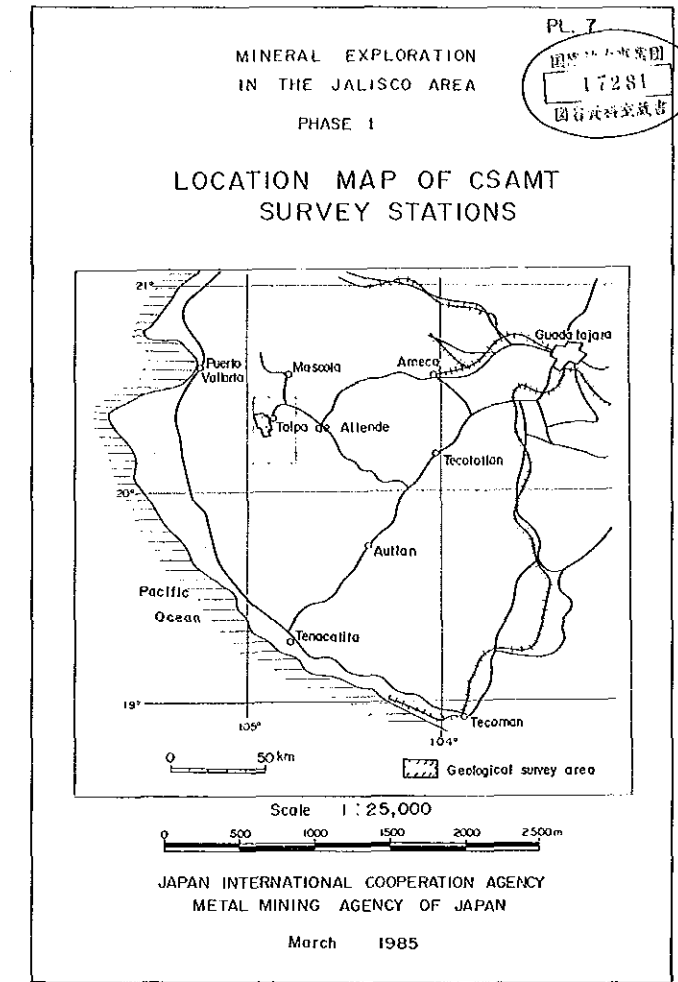 PL. 7
17281
MINERAL EXPLORATION
IN THE JALISCO AREA
PHASE 1
LOCATION MAP OF CSAMT
SURVEY STATIONS
21°
Guadalajara
Puerto
Vallarta
Mascola
Ameca
Talpa de Allende
Tecolotlan
20°
Autlan
Pacific
Ocean
Tenacatita
19°
Tecoman
105°
104°
0 50 km
Geological survey area
Scale 1:25,000
0 500 1000 1500 2000 2500m
JAPAN INTERNATIONAL COOPERATION AGENCY
METAL MINING AGENCY OF JAPAN
March 1985